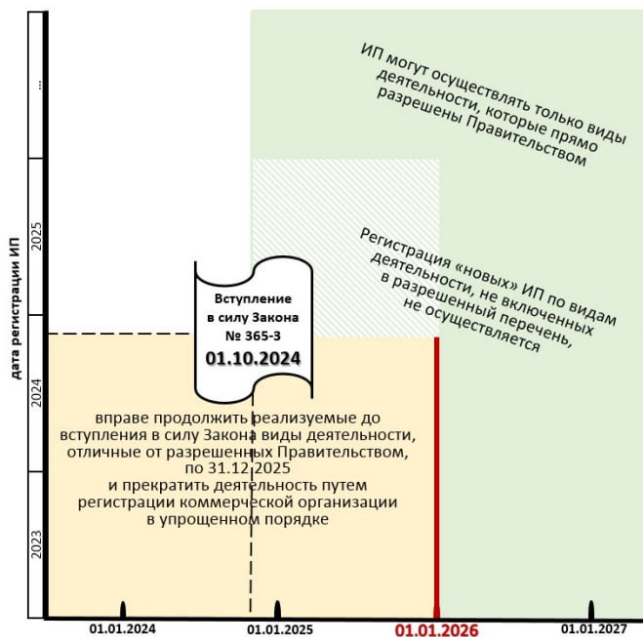 ИП могут осуществлять только виды
деятельности, которые прямо
разрешены Правительством
Регистрация «новых» ИП по видам
деятельности, не включенных
в разрешенный перечень,
не осуществляется
Вступление
в силу Закона
№ 365-З
01.10.2024
вправе продолжить реализуемые до
вступления в силу Закона виды деятельности,
отличные от разрешенных Правительством,
по 31.12.2025
и прекратить деятельность путем
регистрации коммерческой организации
в упрощенном порядке
дата регистрации ИП
...
2025
2024
2023
01.01.2024
01.01.2025
01.01.2026
01.01.2027